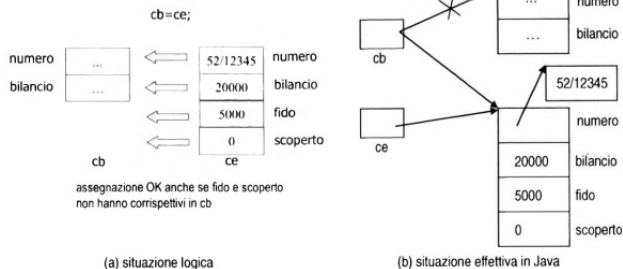 cb=ce;
numero
...
52/12345
numero
bilancio
...
20000
bilancio
5000
fido
0
scoperto
cb
ce
assegnazione OK anche se fido e scoperto
non hanno corrispettivi in cb
(a) situazione logica
...
numero
...
bilancio
cb
52/12345
ce
numero
20000
bilancio
5000
fido
0
scoperto
(b) situazione effettiva in Java